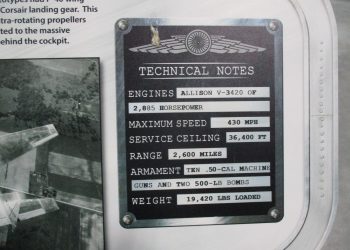 otypes had P-40 wing
Corsair landing gear. This
tra-rotating propellers
ted to the massive
ehind the cockpit.
TECHNICAL NOTES
ENGINES ALLISON V-3420 OF
2,885 HORSEPOWER
MAXIMUM SPEED 430 MPH
SERVICE CEILING 36,400 FT
RANGE 2,600 MILES
ARMAMENT TEN .50-CAL MACHINE
GUNS AND TWO 500-LB BOMBS
WEIGHT 19,420 LBS LOADED